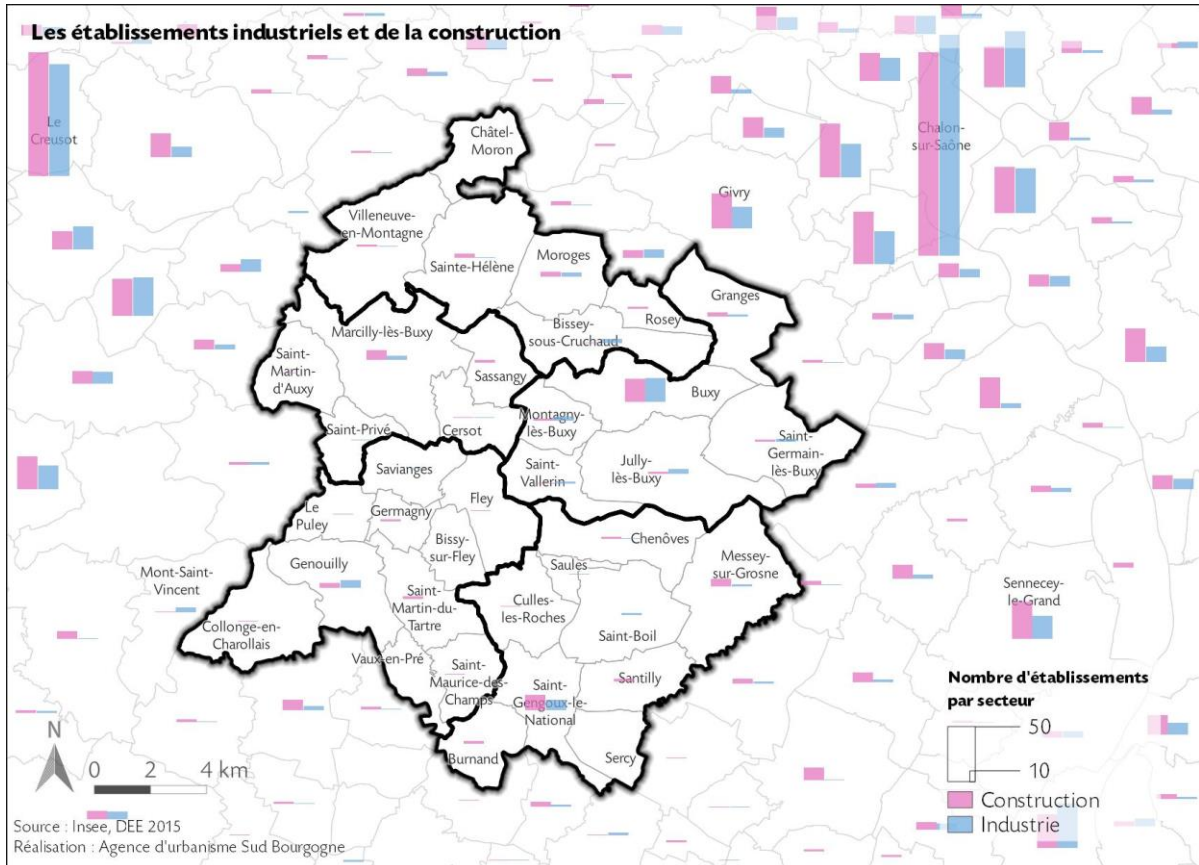 Les établissements industriels et de la construction
Le
Creusot
Châtel-
Moron
Chalon-
sur-Saône
Givry
Villeneuve-
en-Montagne
Sainte-Hélène
Moroges
Granges
Rosey
Bissey-
sous-Cruchaud
Marcilly-lès-Buxy
Saint-
Martin-
d'Auxy
Sassangy
Buxy
Montagny-
lès-Buxy
Saint-Privé
Cersot
Saint-
Germain-
lès-Buxy
Saint-
Vallerin
Jully-
lès-Buxy
Savianges
Fley
Le
Puley
Germagny
Bissy-
sur-Fley
Chenôves
Messey-
sur-Grosne
Genouilly
Saules
Mont-Saint-
Vincent
Saint-
Martin-du-
Tartre
Culles-
les-Roches
Sennecey-
le-Grand
Collonge-en-
Charollais
Saint-Boil
Vaux-en-Pré
Saint-
Maurice-des-
Champs
Saint-
Gengoux-le-
National
Santilly
Burnand
Sercy
Nombre d'établissements
par secteur
50
10
Construction
Industrie
N
0 2 4 km
Source : Insee, DEE 2015
Réalisation : Agence d'urbanisme Sud Bourgogne